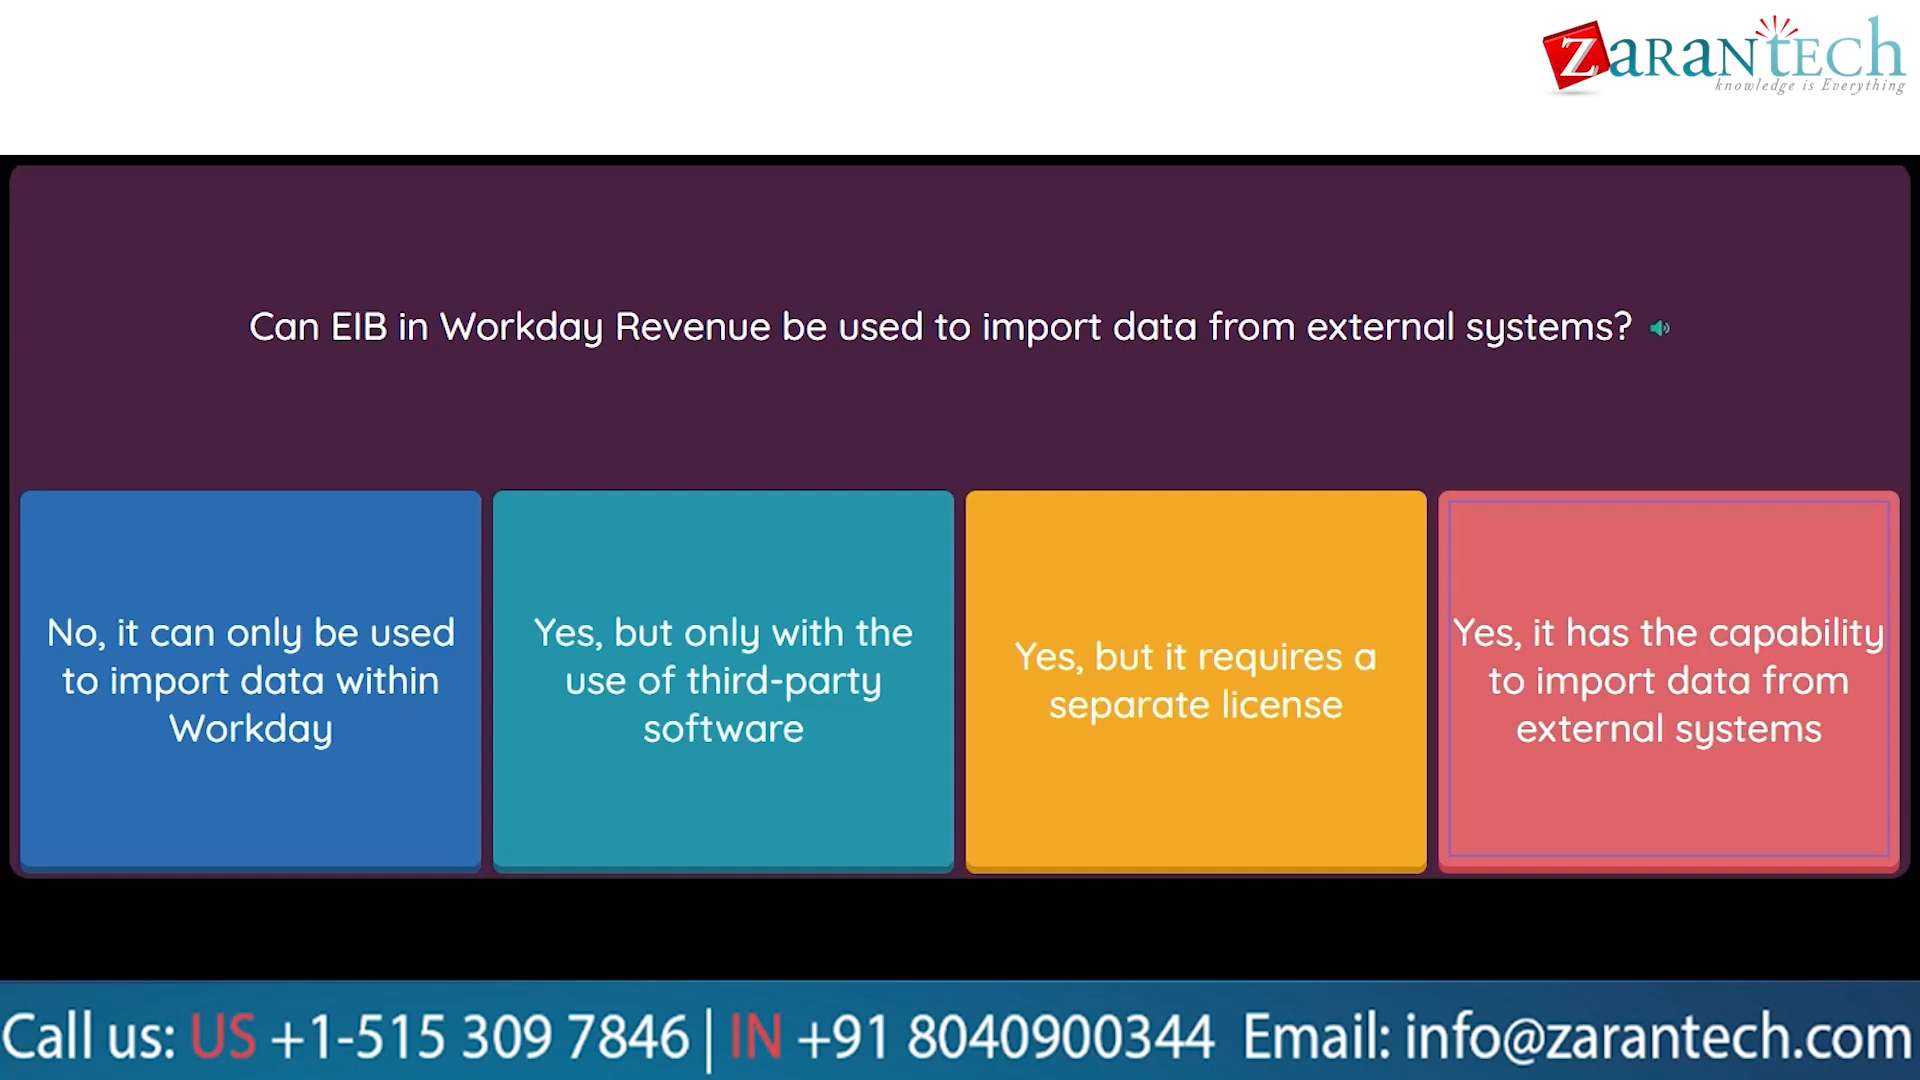 ZaranTech
knowledge is Everything
Can EIB in Workday Revenue be used to import data from external systems?
No, it can only be used
to import data within
Workday
Yes, but only with the
use of third-party
software
Yes, but it requires a
separate license
Yes, it has the capability
to import data from
external systems
Call us: US +1-515 309 7846 | IN +91 8040900344 Email: info@zarantech.com